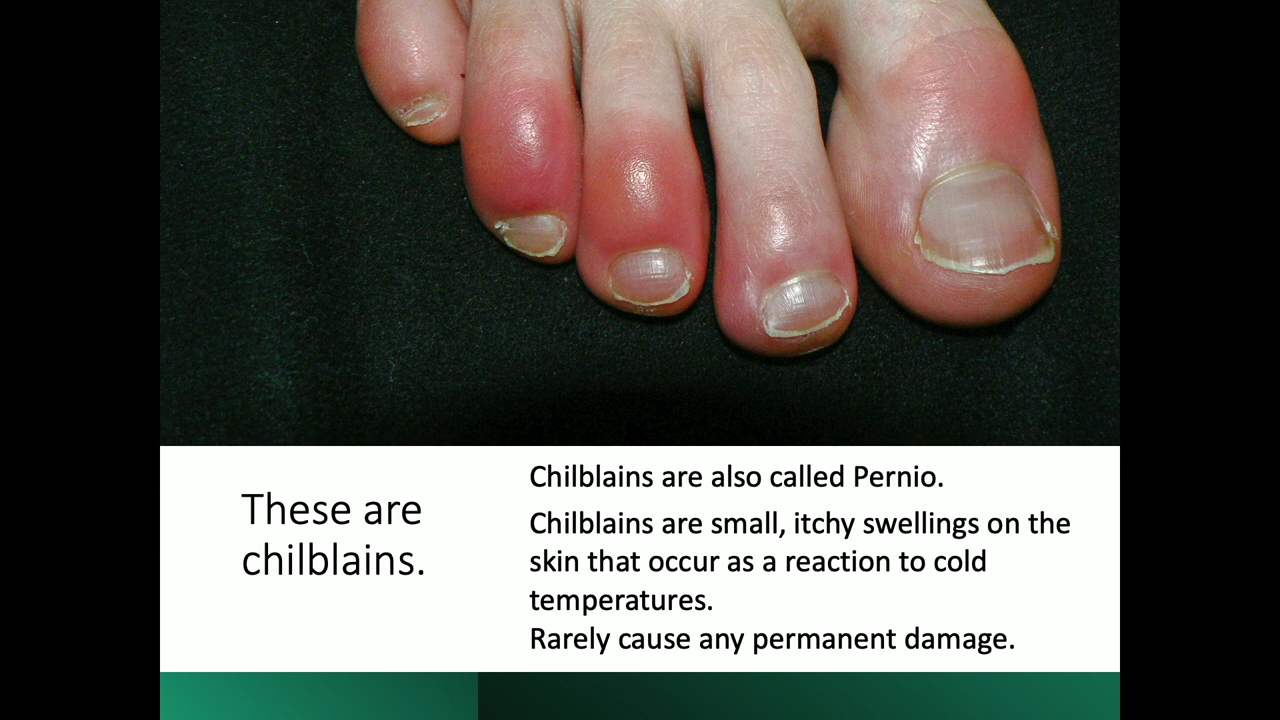 These are
chilblains.
Chilblains are also called Pernio.
Chilblains are small, itchy swellings on the
skin that occur as a reaction to cold
temperatures.
Rarely cause any permanent damage.